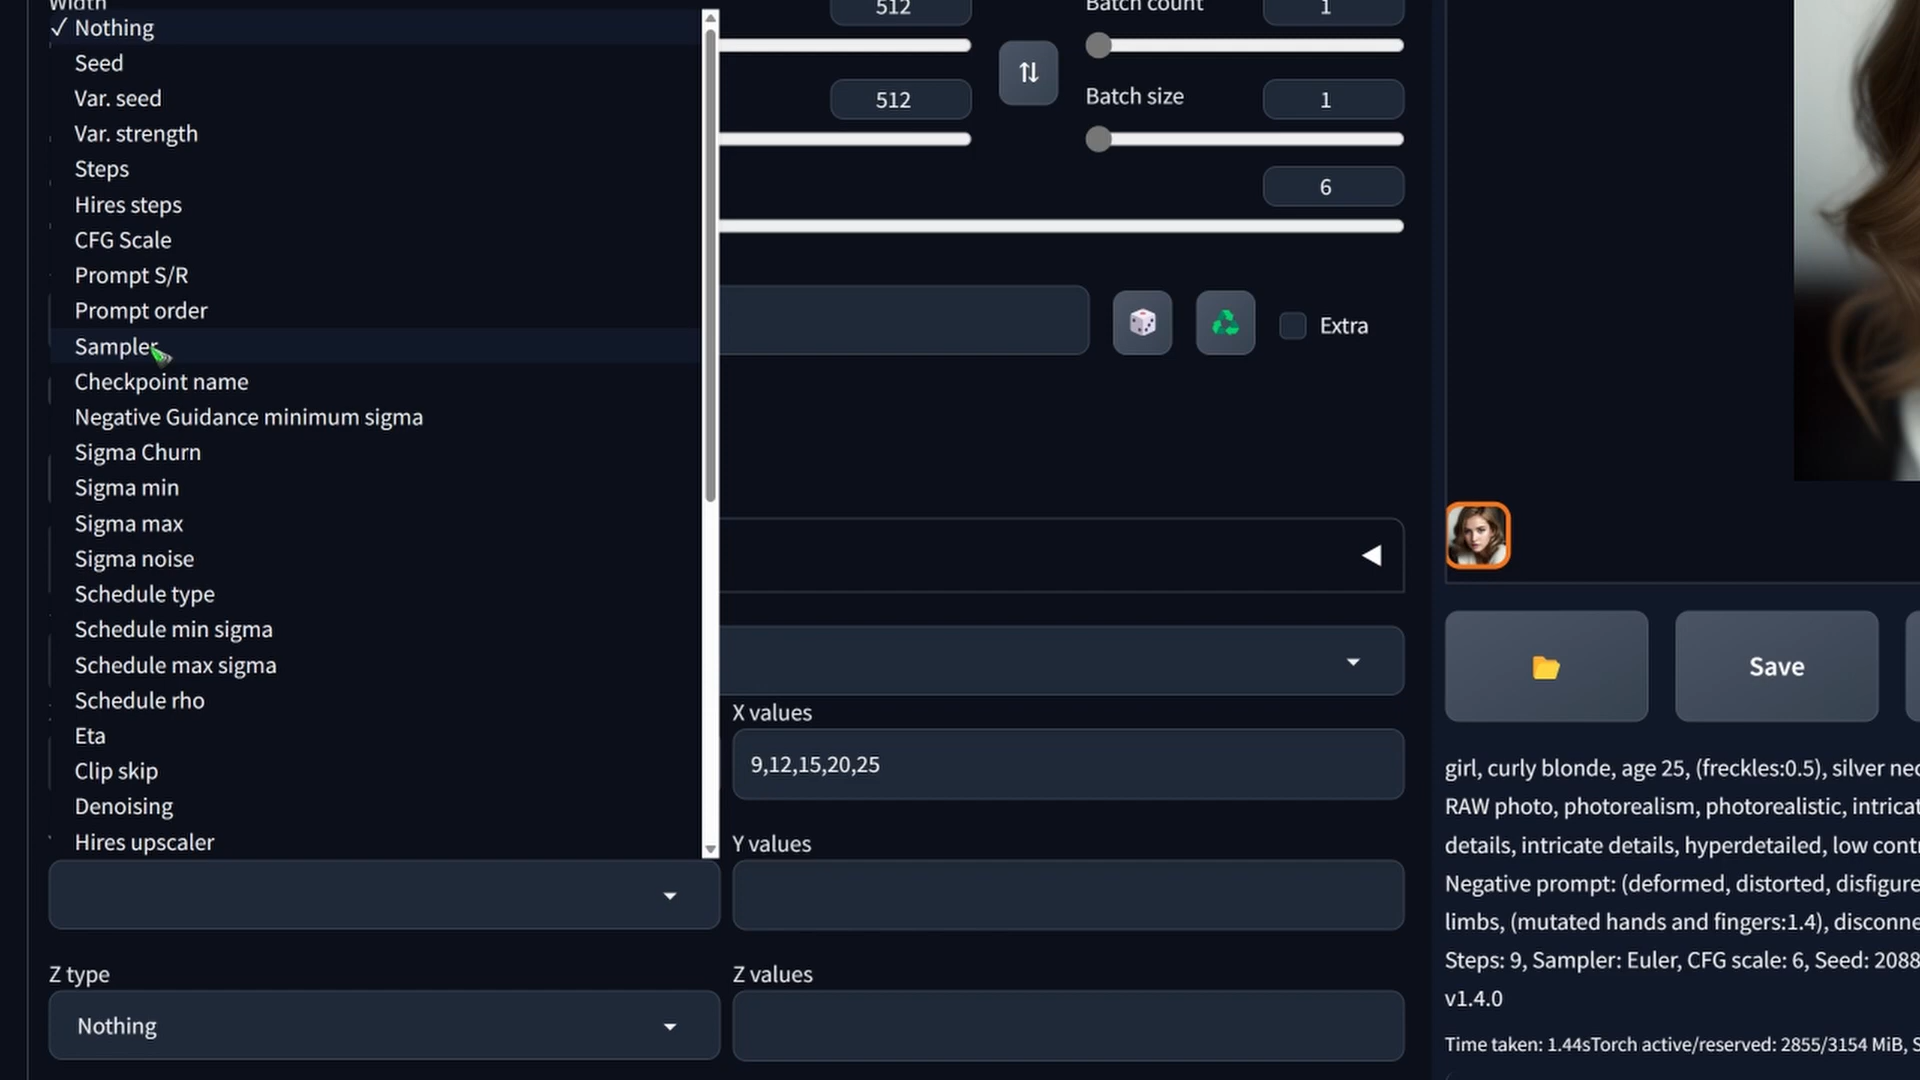 Width
512
Batch count
1
✓ Nothing
Seed
Var. seed
512
Batch size
1
Var. strength
Steps
6
Hires steps
CFG Scale
Prompt S/R
Prompt order
Extra
Sampler
Checkpoint name
Negative Guidance minimum sigma
Sigma Churn
Sigma min
Sigma max
Sigma noise
Schedule type
Schedule min sigma
Schedule max sigma
Save
Schedule rho
X values
Eta
9,12,15,20,25
Clip skip
Denoising
Hires upscaler
Y values
Z type
Z values
Nothing
girl, curly blonde, age 25, (freckles:0.5), silver
RAW photo, photorealism, photorealistic,
details, intricate details, hyperdetailed, low
Negative prompt: (deformed, distorted,
limbs, (mutated hands and fingers:1.4),
Steps: 9, Sampler: Euler, CFG scale: 6, Seed: 2088
v1.4.0
Time taken: 1.44sTorch active/reserved: 2855/3154 MiB,